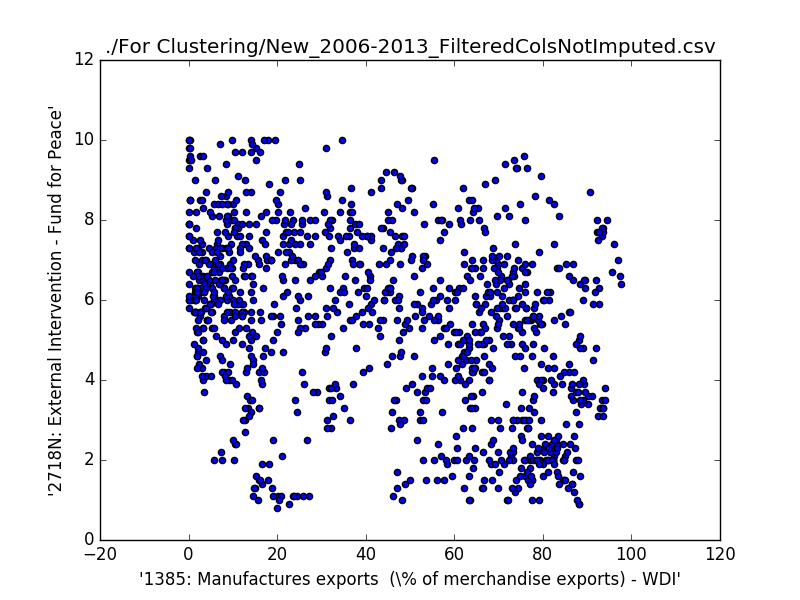 ./For Clustering/New_2006-2013_FilteredColsNotImputed.csv
12
10
8
6
4
2
0
'2718N: External Intervention - Fund for Peace'
−20 0 20 40 60 80 100 120
'1385: Manufactures exports  (\% of merchandise exports) - WDI'